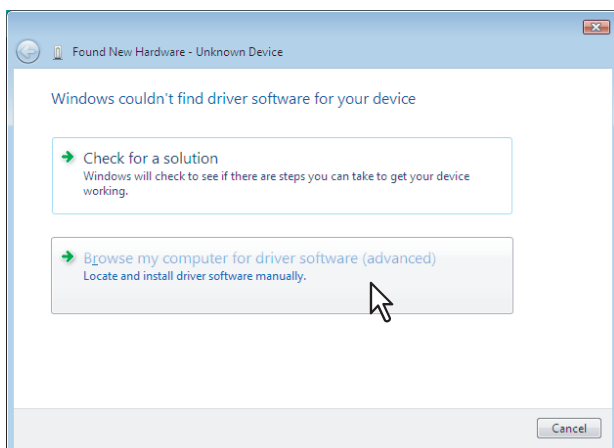 Found New Hardware - Unknown Device
Windows couldn't find driver software for your device
Check for a solution
Windows will check to see if there are steps you can take to get your device
working.
Browse my computer for driver software (advanced)
Locate and install driver software manually.
Cancel